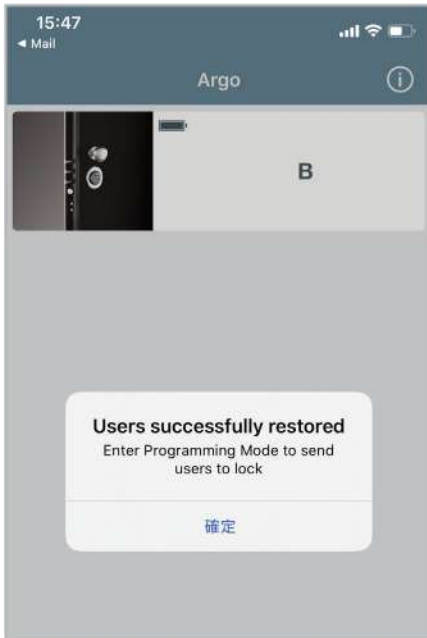 15:47
◀ Mail
Argo
B
Users successfully restored
Enter Programming Mode to send
users to lock
確定